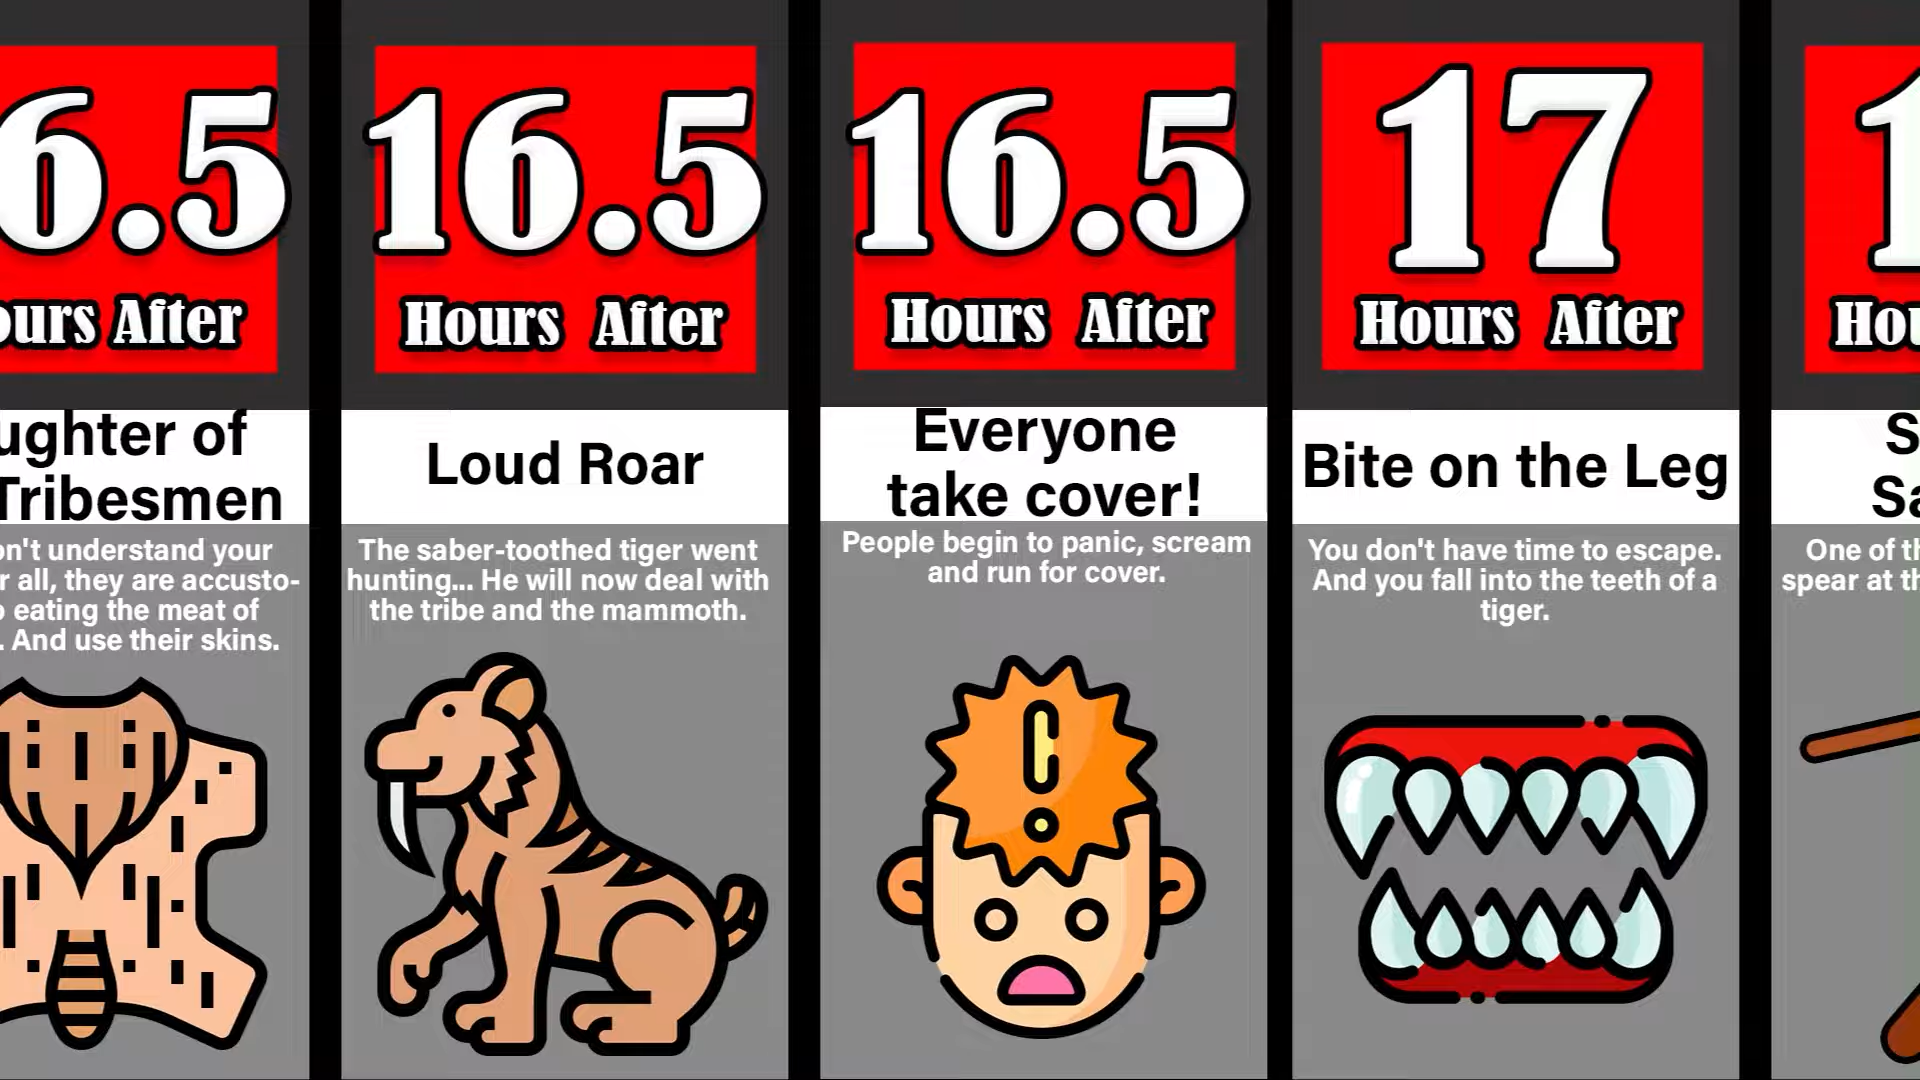 6.5
ours After
ughter of
Tribesmen
on't understand your
r all, they are accusto-
o eating the meat of
. And use their skins.
16.5
Hours After
Loud Roar
The saber-toothed tiger went
hunting... He will now deal with
the tribe and the mammoth.
16.5
Hours After
Everyone
take cover!
People begin to panic, scream
and run for cover.
17
Hours After
Bite on the Leg
You don't have time to escape.
And you fall into the teeth of a
tiger.
1
Hou
S
Sa
One of th
spear at th